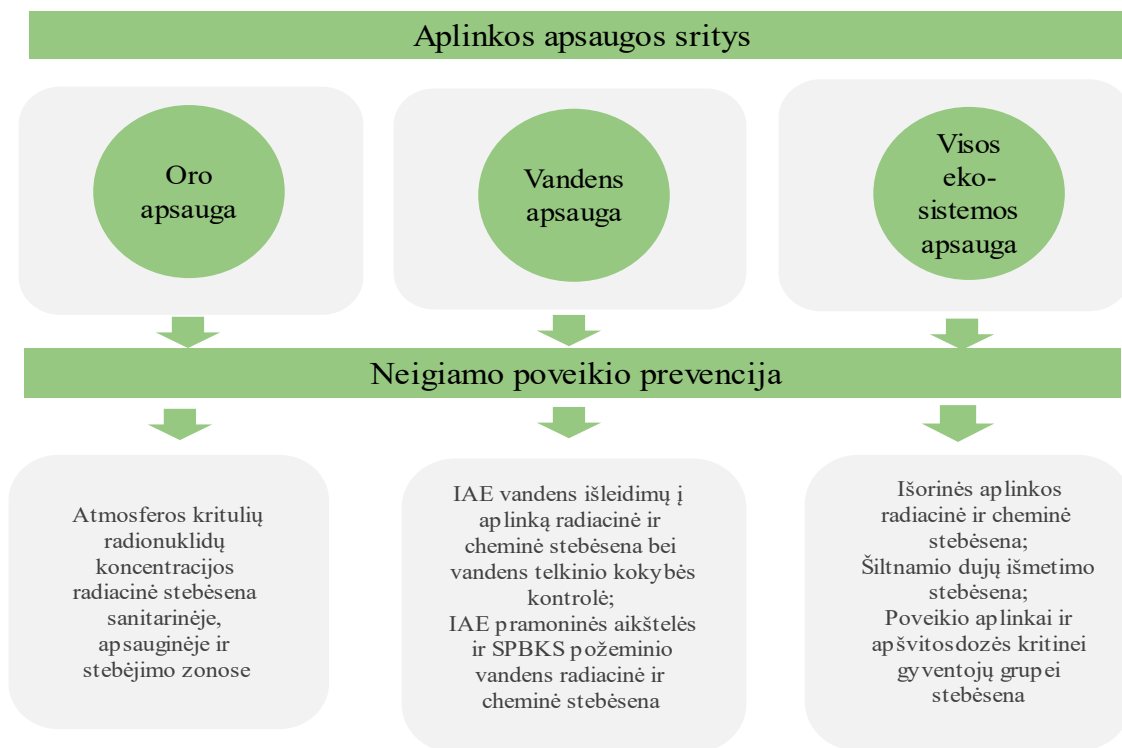 Aplinkos apsaugos sritys
Oro
apsauga
Vandens
apsauga
Visos
eko-
sistemos
apsauga
Neigiamo poveikio prevencija
Atmosferos kritulių
radionuklidų
koncentracijos
radiacinė stebėsena
sanitarinėje,
apsauginėje ir
stebėjimo zonose
IAE vandens išleidimų į
aplinką radiacinė ir
cheminė stebėsena bei
vandens telkinio kokybės
kontrolė;
IAE pramoninės aikštelės
ir SPBKS požeminio
vandens radiacinė ir
cheminė stebėsena
Išorinės aplinkos
radiacinė ir cheminė
stebėsena;
Šiltnamio dujų išmetimo
stebėsena;
Poveikio aplinkai ir
apšvitosdozės kritinei
gyventojų grupei
stebėsena